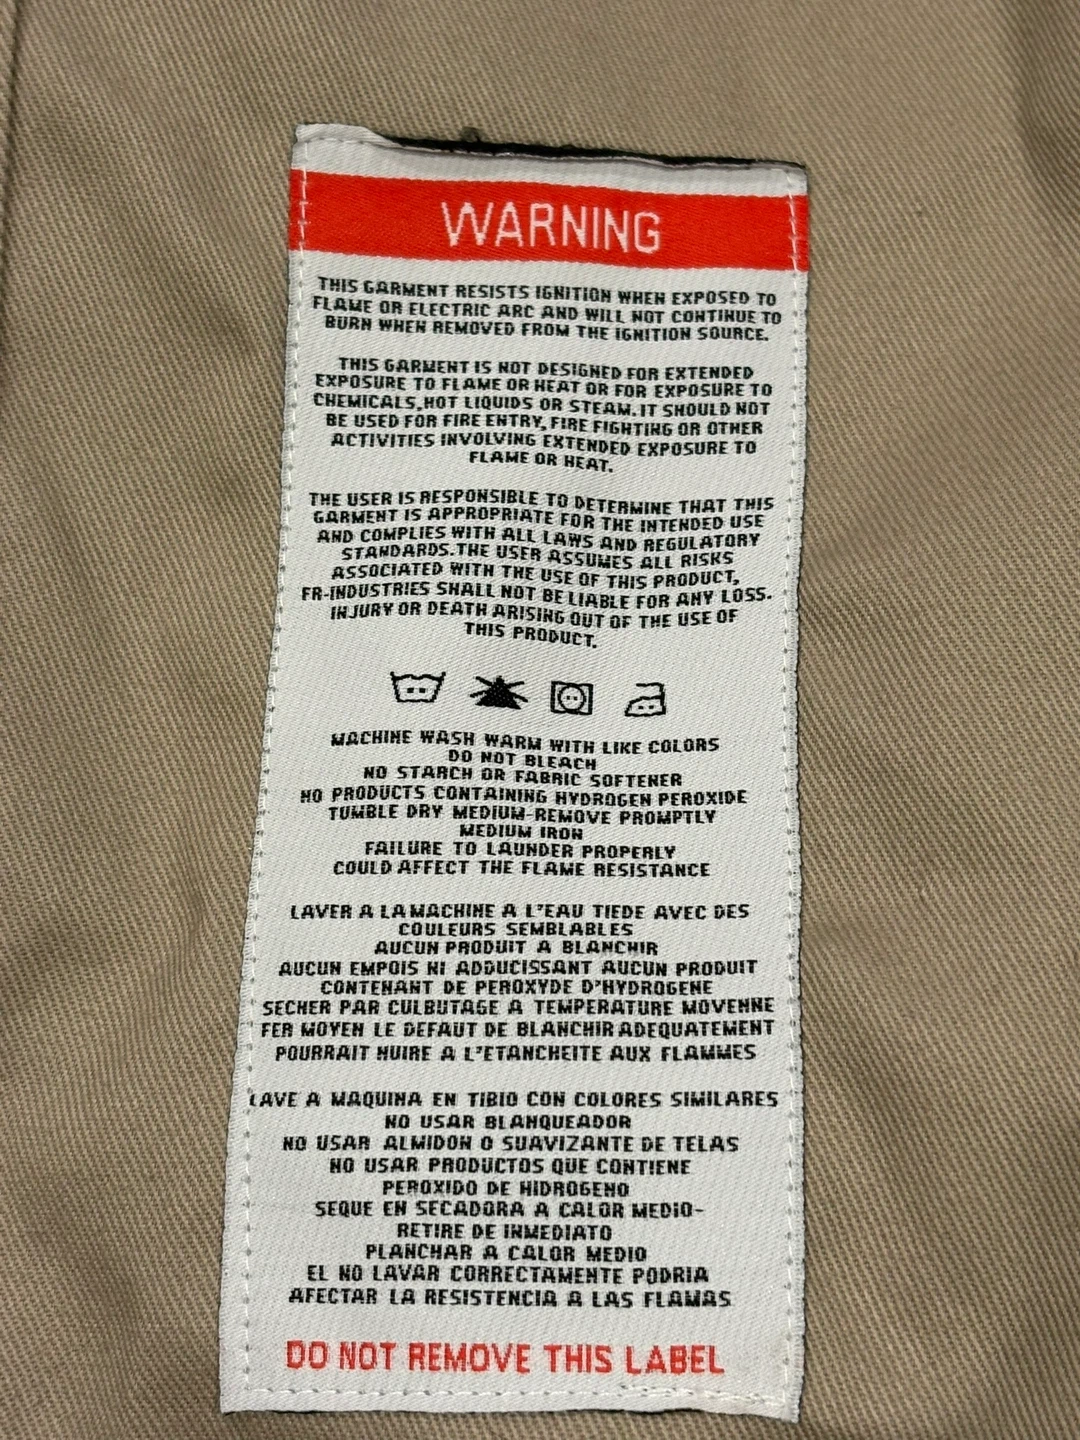 WARNING
THIS GARMENT RESISTS IGNITION WHEN EXPOSED TO
FLAME OR ELECTRIC ARC AND WILL NOT CONTINUE TO
BURN WHEN REMOVED FROM THE IGNITION SOURCE.
THIS GARMENT IS NOT DESIGNED FOR EXTENDED
EXPOSURE TO FLAME OR HEAT OR FOR EXPOSURE TO
CHEMICALS,HOT LIQUIDS OR STEAM.IT SHOULD NOT
BE USED FOR FIRE ENTRY,FIRE FIGHTING OR OTHER
ACTIVITIES INVOLVING EXTENDED EXPOSURE TO
FLAME OR HEAT.
THE USER IS RESPONSIBLE TO DETERMINE THAT THIS
GARMENT IS APPROPRIATE FOR THE INTENDED USE
AND COMPLIES WITH ALL LAWS AND REGULATORY
STANDARDS.THE USER ASSUMES ALL RISKS
ASSOCIATED WITH THE USE OF THIS PRODUCT,
FR-INDUSTRIES SHALL NOT BE LIABLE FOR ANY LOSS.
INJURY OR DEATH ARISING OUT OF THE USE OF
THIS PRODUCT.
MACHINE WASH WARM WITH LIKE COLORS
DO NOT BLEACH
NO STARCH OR FABRIC SOFTENER
NO PRODUCTS CONTAINING HYDROGEN PEROXIDE
TUMBLE DRY MEDIUM-REMOVE PROMPTLY
MEDIUM IRON
FAILURE TO LAUNDER PROPERLY
COULD AFFECT THE FLAME RESISTANCE
LAVER A LA MACHINE A L'EAU TIEDE AVEC DES
COULEURS SEMBLABLES
AUCUN PRODUIT A BLANCHIR
AUCUN EMPOIS NI ADDUCISSANT AUCUN PRODUIT
CONTENANT DE PEROXYDE D'HYDROGENE
SECHER PAR CULBUTAGE A TEMPERATURE MOVENNE
FER MOYEN LE DEFAUT DE BLANCHIR ADEQUATEMENT
POURRAIT NUIRE A L'ETANCHEITE AUX FLAMMES
LAVE A MAQUINA EN TIBIO CON COLORES SIMILARES
NO USAR BLANQUEADOR
NO USAR ALMIDON O SUAVIZANTE DE TELAS
NO USAR PRODUCTOS QUE CONTIENE
PEROXIDO DE HIDROGENO
SEQUE EN SECADORA A CALOR MEDIO-
RETIRE DE INMEDIATO
PLANCHAR A CALOR MEDIO
EL NO LAVAR CORRECTAMENTE PODRIA
AFECTAR LA RESISTENCIA A LAS FLAMAS
DO NOT REMOVE THIS LABEL